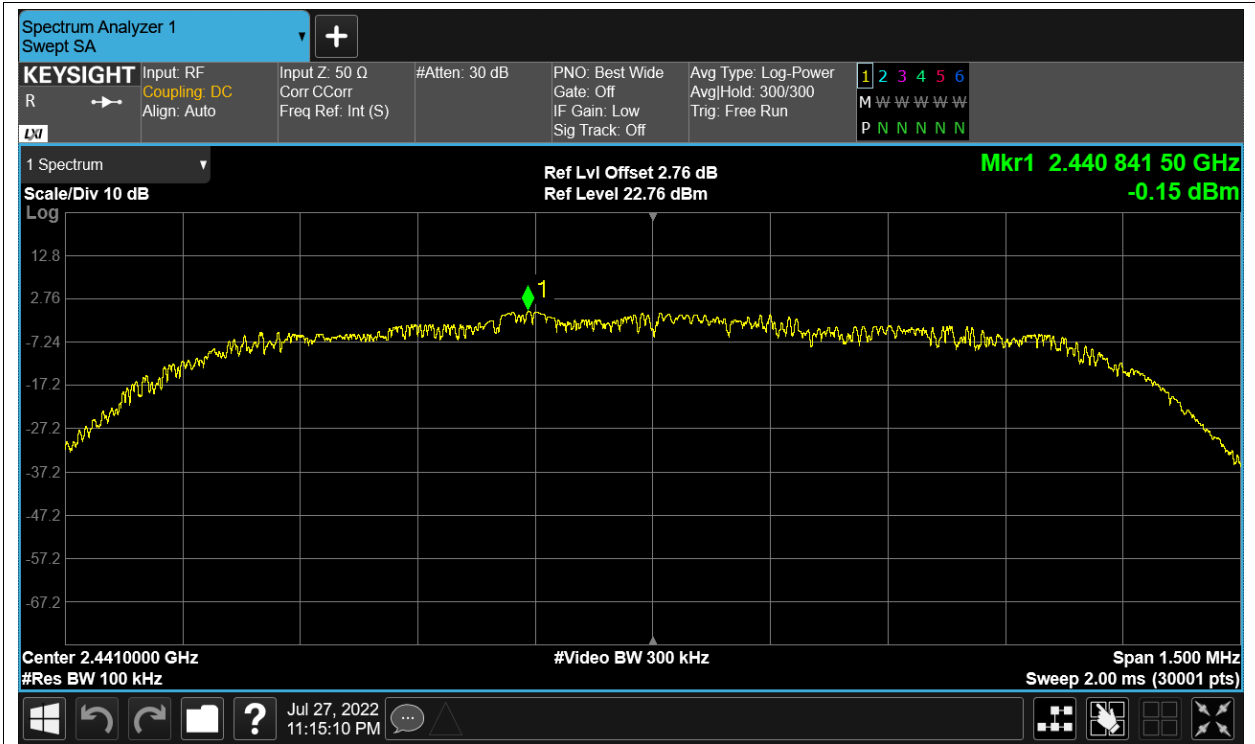 Spectrum Analyzer 1
Swept SA
KEYSIGHT
R
LXI
Input: RF
Coupling: DC
Align: Auto
Input Z: 50 Ω
Corr CCorr
Freq Ref: Int (S)
#Atten: 30 dB
PNO: Best Wide
Gate: Off
IF Gain: Low
Sig Track: Off
Avg Type: Log-Power
Avg|Hold: 300/300
Trig: Free Run
1 2 3 4 5 6
M W W W W W
P N N N N N
1 Spectrum
Scale/Div 10 dB
Log
Ref Lvl Offset 2.76 dB
Ref Level 22.76 dBm
Mkr1 2.440 841 50 GHz
-0.15 dBm
12.8
2.76
-7.24
-17.2
-27.2
-37.2
-47.2
-57.2
-67.2
1
Center 2.4410000 GHz
#Res BW 100 kHz
#Video BW 300 kHz
Span 1.500 MHz
Sweep 2.00 ms (30001 pts)
?
Jul 27, 2022
11:15:10 PM